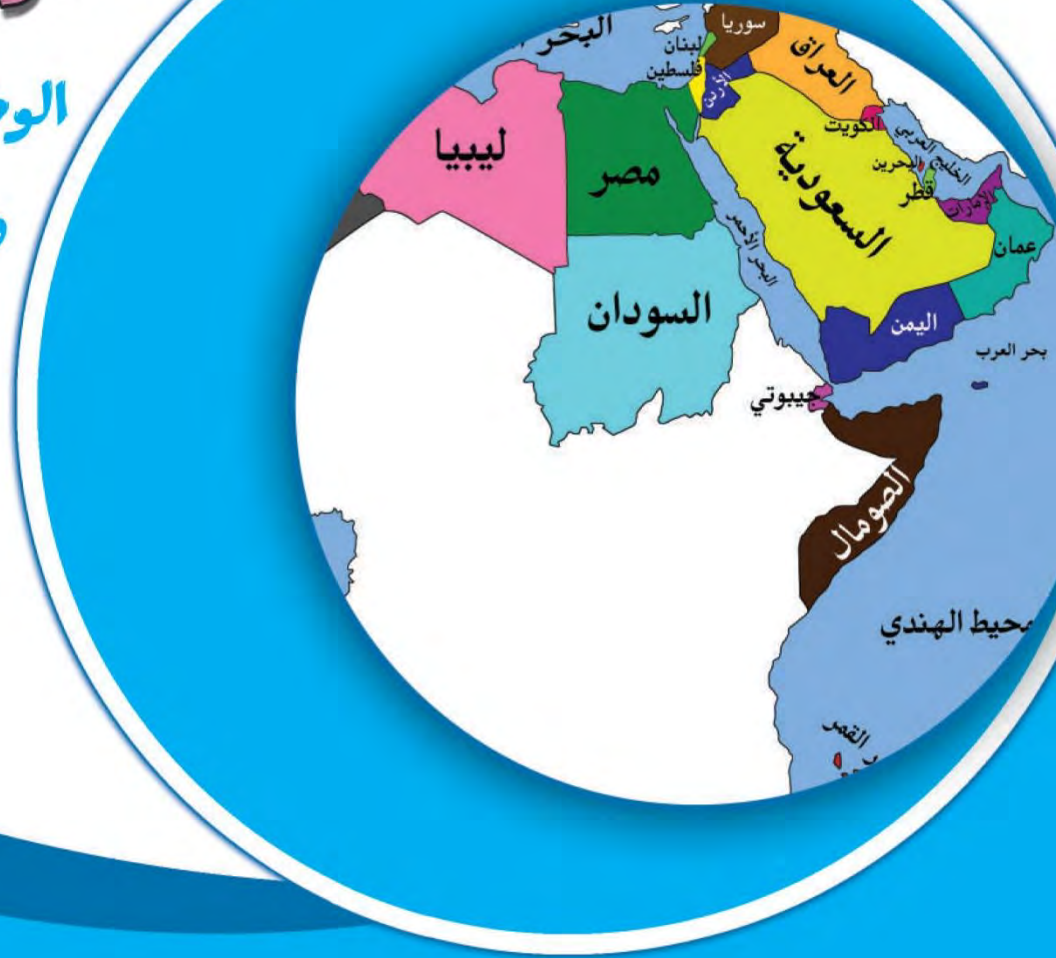 سوريا
البحر
لبنان
فلسطين
العراق
الأردن
ليبيا
مصر
الكويت
الخليج العربي
البحرين
قطر
الإمارات
السعودية
البحر الأحمر
عمان
السودان
اليمن
بحر العرب
جيبوتي
الصومال
محيط الهندي
القمر